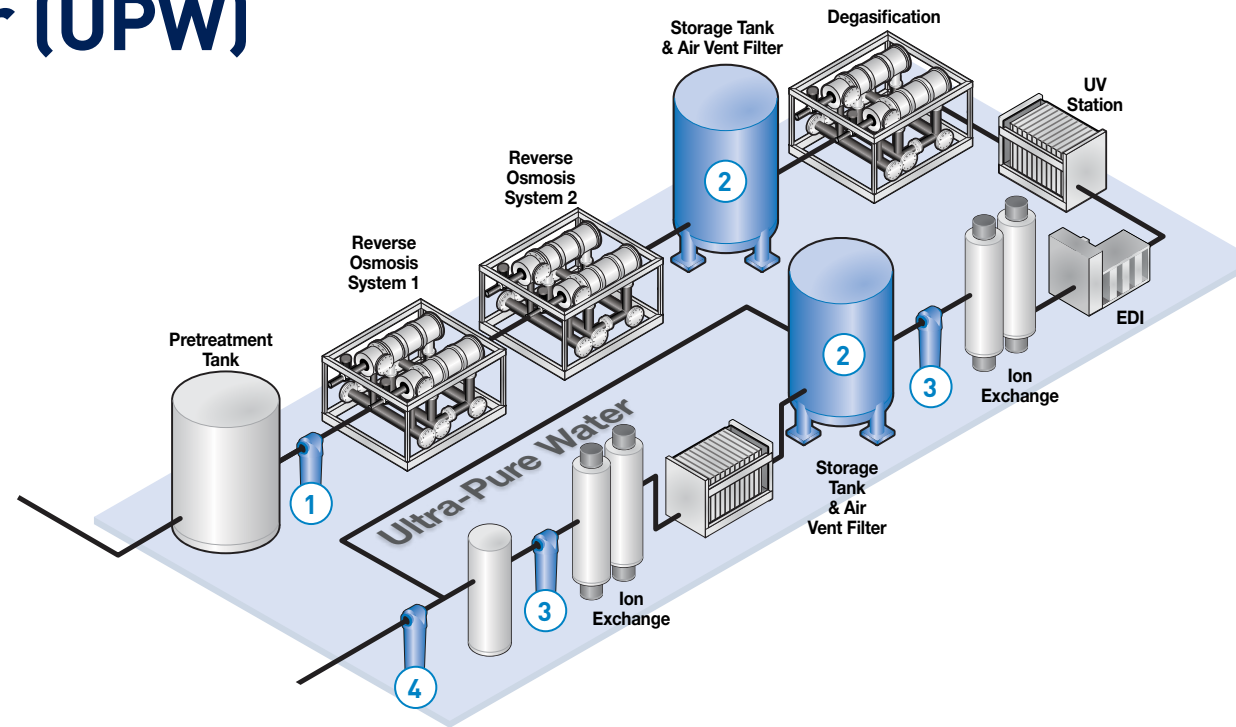 r (UPW)
Degasification
Storage Tank
& Air Vent Filter
UV
Station
2
Reverse
Osmosis
System 2
Reverse
Osmosis
System 1
Pretreatment
Tank
EDI
2
3
Ion
Exchange
Ultra-Pure Water
1
Storage
Tank
& Air
Vent Filter
3
Ion
Exchange
4